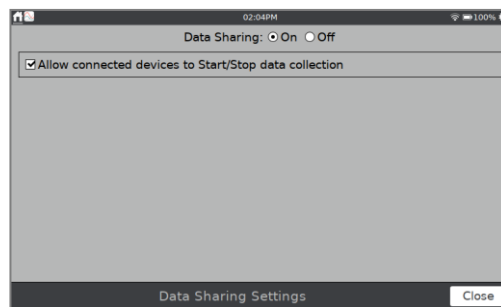 02:04PM 100%
Data Sharing: On Off
Allow connected devices to Start/Stop data collection
Data Sharing Settings Close